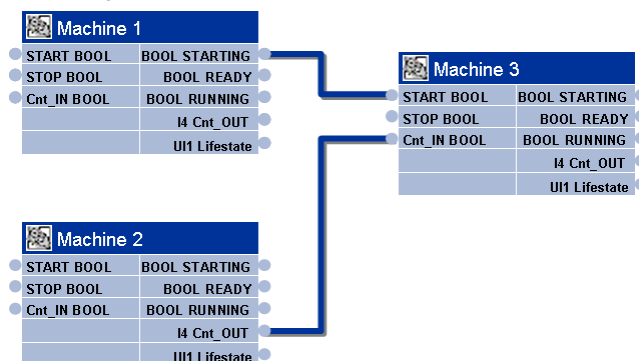 Machine 1
START BOOL BOOL STARTING
STOP BOOL BOOL READY
Cnt_IN BOOL BOOL RUNNING
I4 Cnt_OUT
UI1 Lifestate
Machine 3
START BOOL BOOL STARTING
STOP BOOL BOOL READY
Cnt_IN BOOL BOOL RUNNING
I4 Cnt_OUT
UI1 Lifestate
Machine 2
START BOOL BOOL STARTING
STOP BOOL BOOL READY
Cnt_IN BOOL BOOL RUNNING
I4 Cnt_OUT
UI1 Lifestate